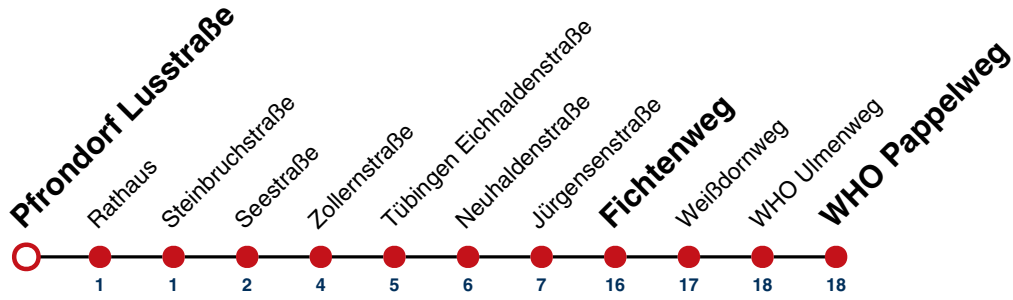 Pfrondorf Lusstraße
Rathaus
Steinbruchstraße
Seestraße
Zollernstraße
Tübingen Eichhaldenstraße
Neuhaldenstraße
Jürgensenstraße
Fichtenweg
Weißdornweg
WHO Ulmenweg
WHO Pappelweg
1 1 2 4 5 6 7 16 17 18 18